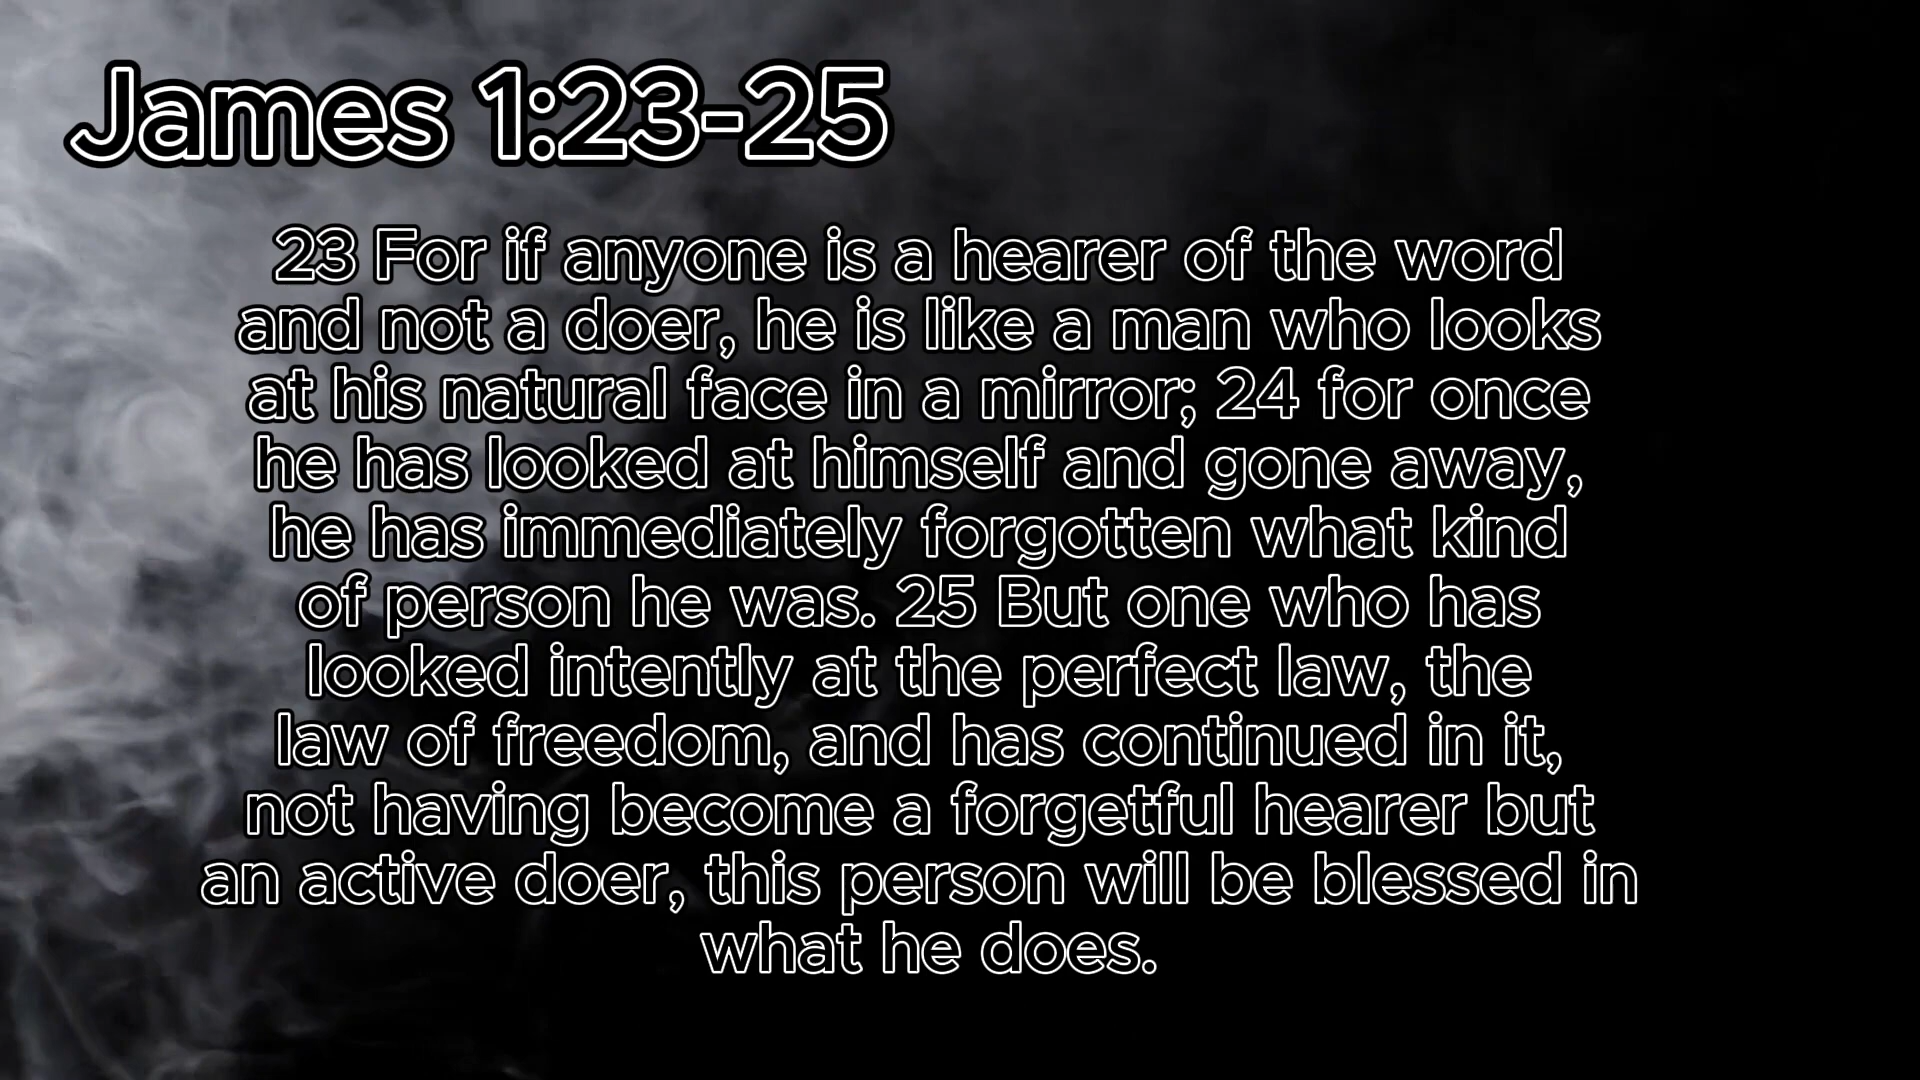 James 1:23-25
23 For if anyone is a hearer of the word
and not a doer, he is like a man who looks
at his natural face in a mirror; 24 for once
he has looked at himself and gone away,
he has immediately forgotten what kind
of person he was. 25 But one who has
looked intently at the perfect law, the
law of freedom, and has continued in it,
not having become a forgetful hearer but
an active doer, this person will be blessed in
what he does.